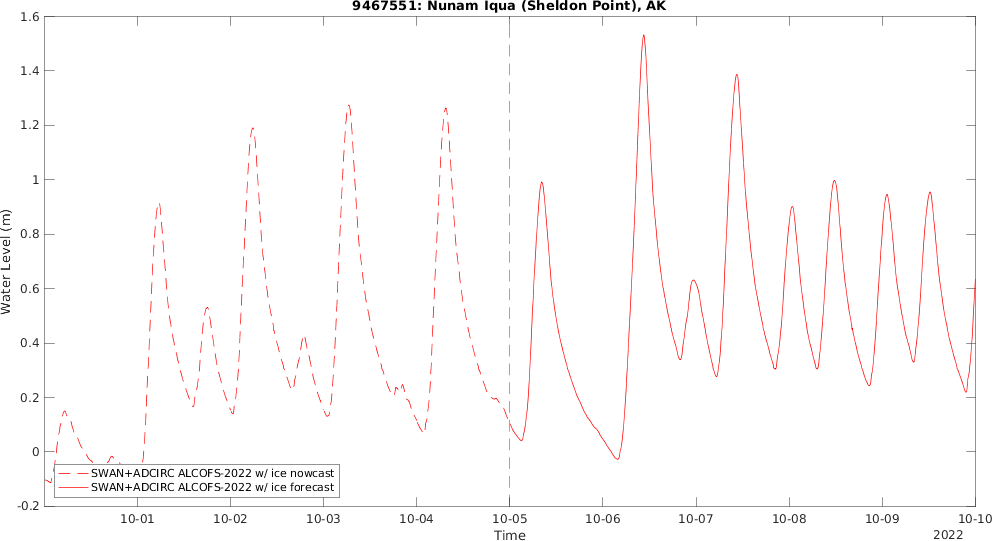 9467551: Nunam Iqua (Sheldon Point), AK
Water Level (m)
1.6
1.4
1.2
1
0.8
0.6
0.4
0.2
0
-0.2
SWAN+ADCIRC ALCOFS-2022 w/ ice nowcast
SWAN+ADCIRC ALCOFS-2022 w/ ice forecast
10-01 10-02 10-03 10-04 10-05 10-06 10-07 10-08 10-09 10-10
Time
2022